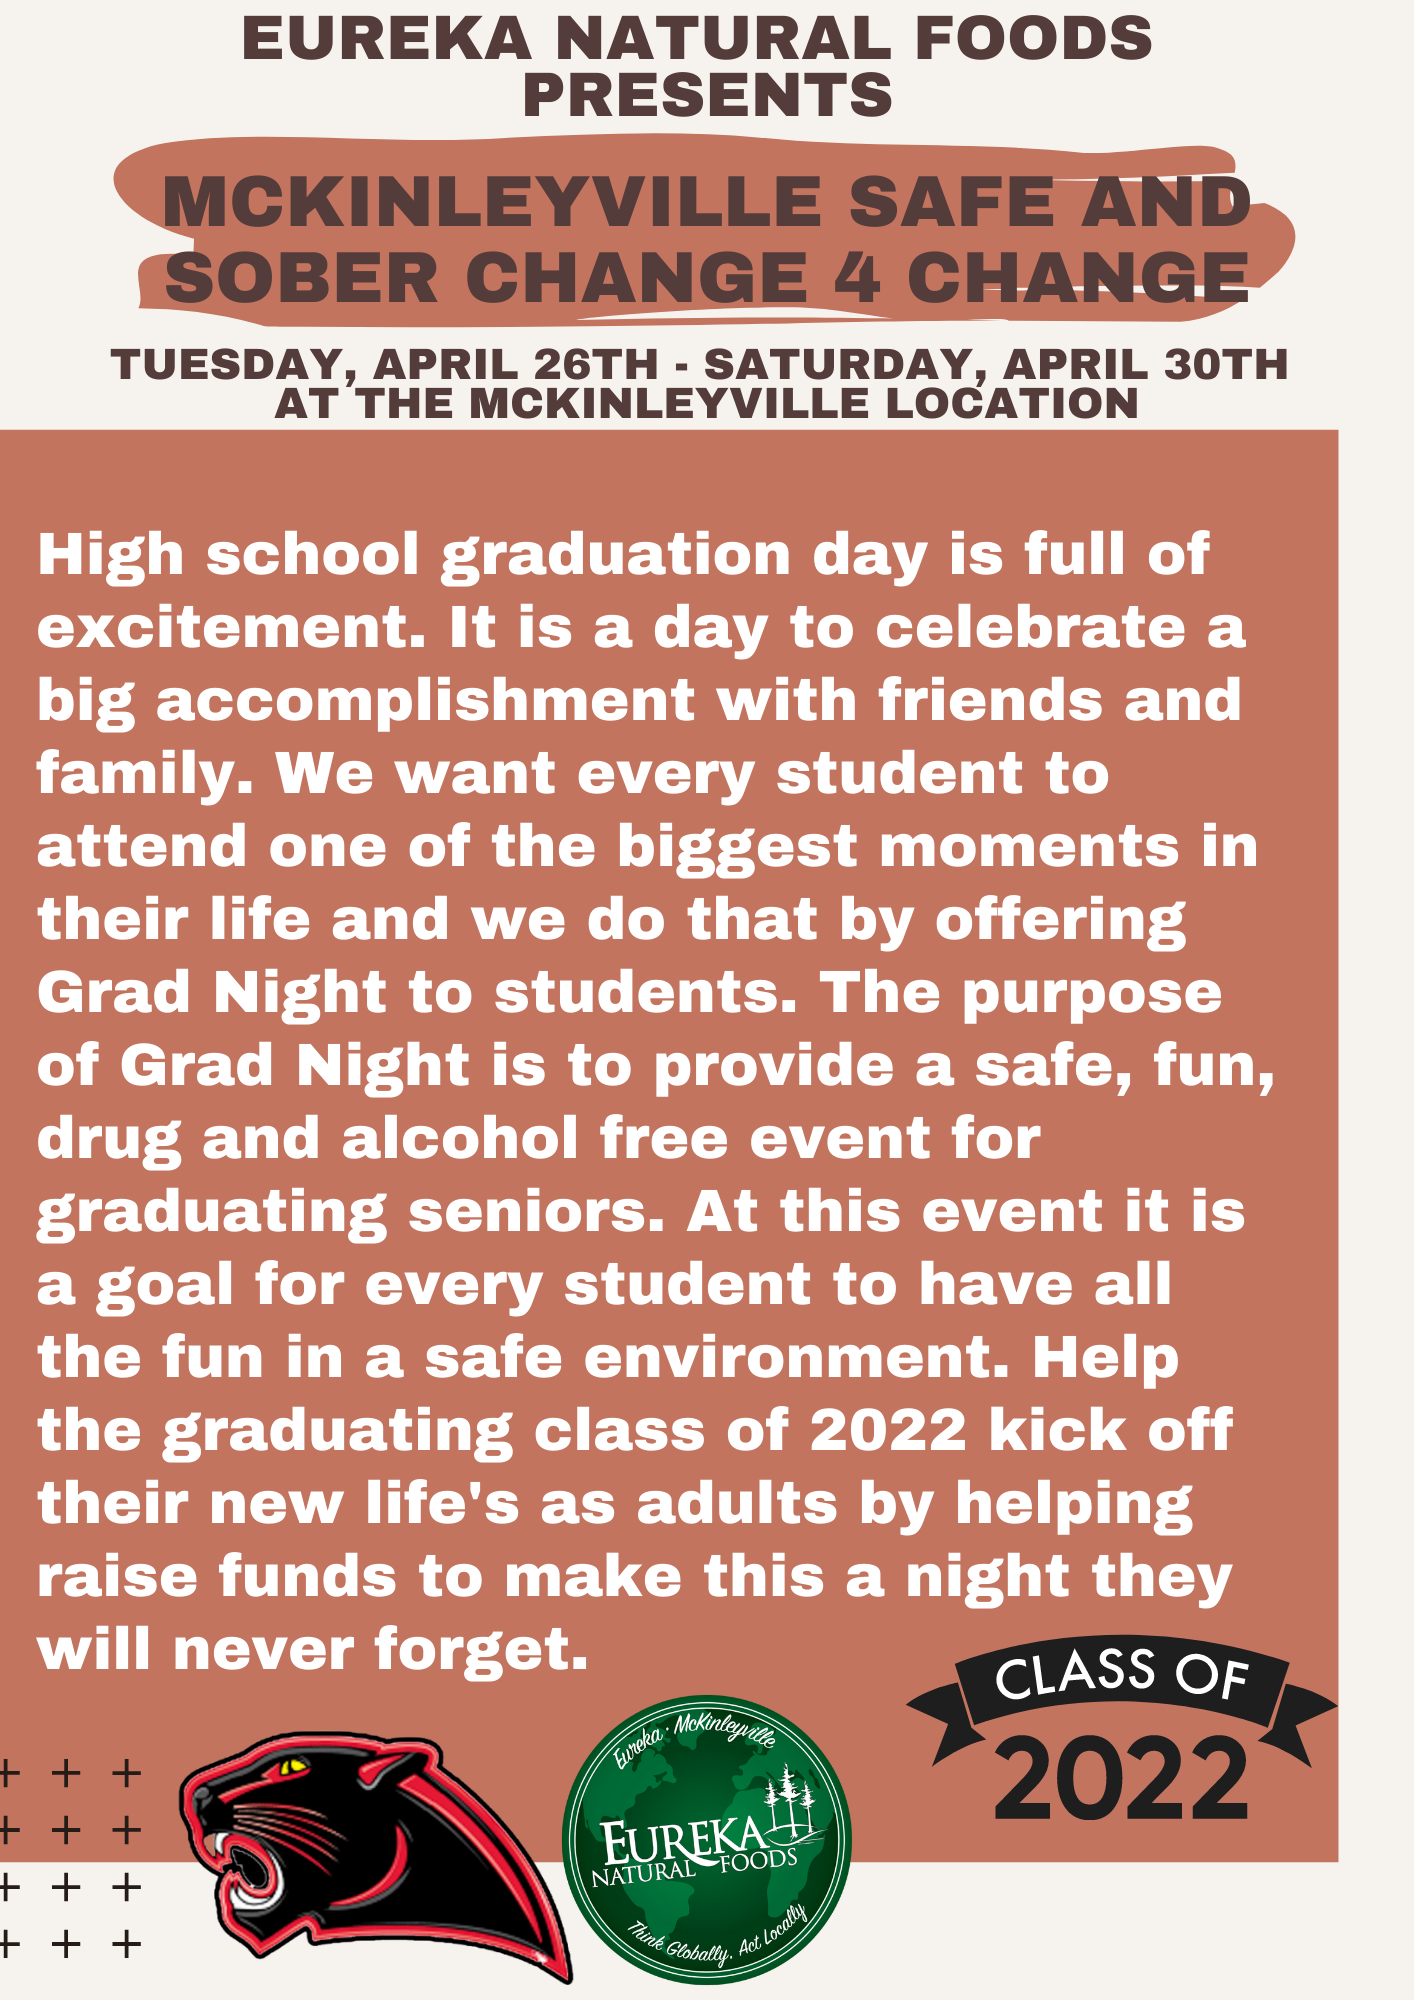 EUREKA NATURAL FOODS
PRESENTS
MCKINLEYVILLE SAFE AND
SOBER CHANGE 4 CHANGE
TUESDAY, APRIL 26TH - SATURDAY, APRIL 30TH
AT THE MCKINLEYVILLE LOCATION
High school graduation day is full of
excitement. It is a day to celebrate a
big accomplishment with friends and
family. We want every student to
attend one of the biggest moments in
their life and we do that by offering
Grad Night to students. The purpose
of Grad Night is to provide a safe, fun,
drug and alcohol free event for
graduating seniors. At this event it is
a goal for every student to have all
the fun in a safe environment. Help
the graduating class of 2022 kick off
their new life's as adults by helping
raise funds to make this a night they
will never forget.
CLASS OF
2022
Eureka · McKinleyville
EUREKA
NATURAL FOODS
Think Globally. Act Locally